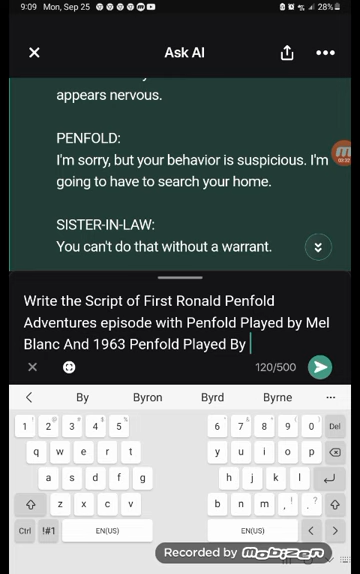 9:09 Mon, Sep 25
28%
Ask AI
appears nervous.
PENFOLD:
I'm sorry, but your behavior is suspicious. I'm
going to have to search your home.
SISTER-IN-LAW:
You can't do that without a warrant.
Write the Script of First Ronald Penfold
Adventures episode with Penfold Played by Mel
Blanc And 1963 Penfold Played By
120/500
By Byron Byrd Byrne
1 2 3 4 5 6 7 8 9 0 Del
q w e r t y u i o p
a s d f g h j k l
z x c v b n m , ! . ?
Ctrl !#1 EN(US) EN(US) < >
Recorded by mobizen